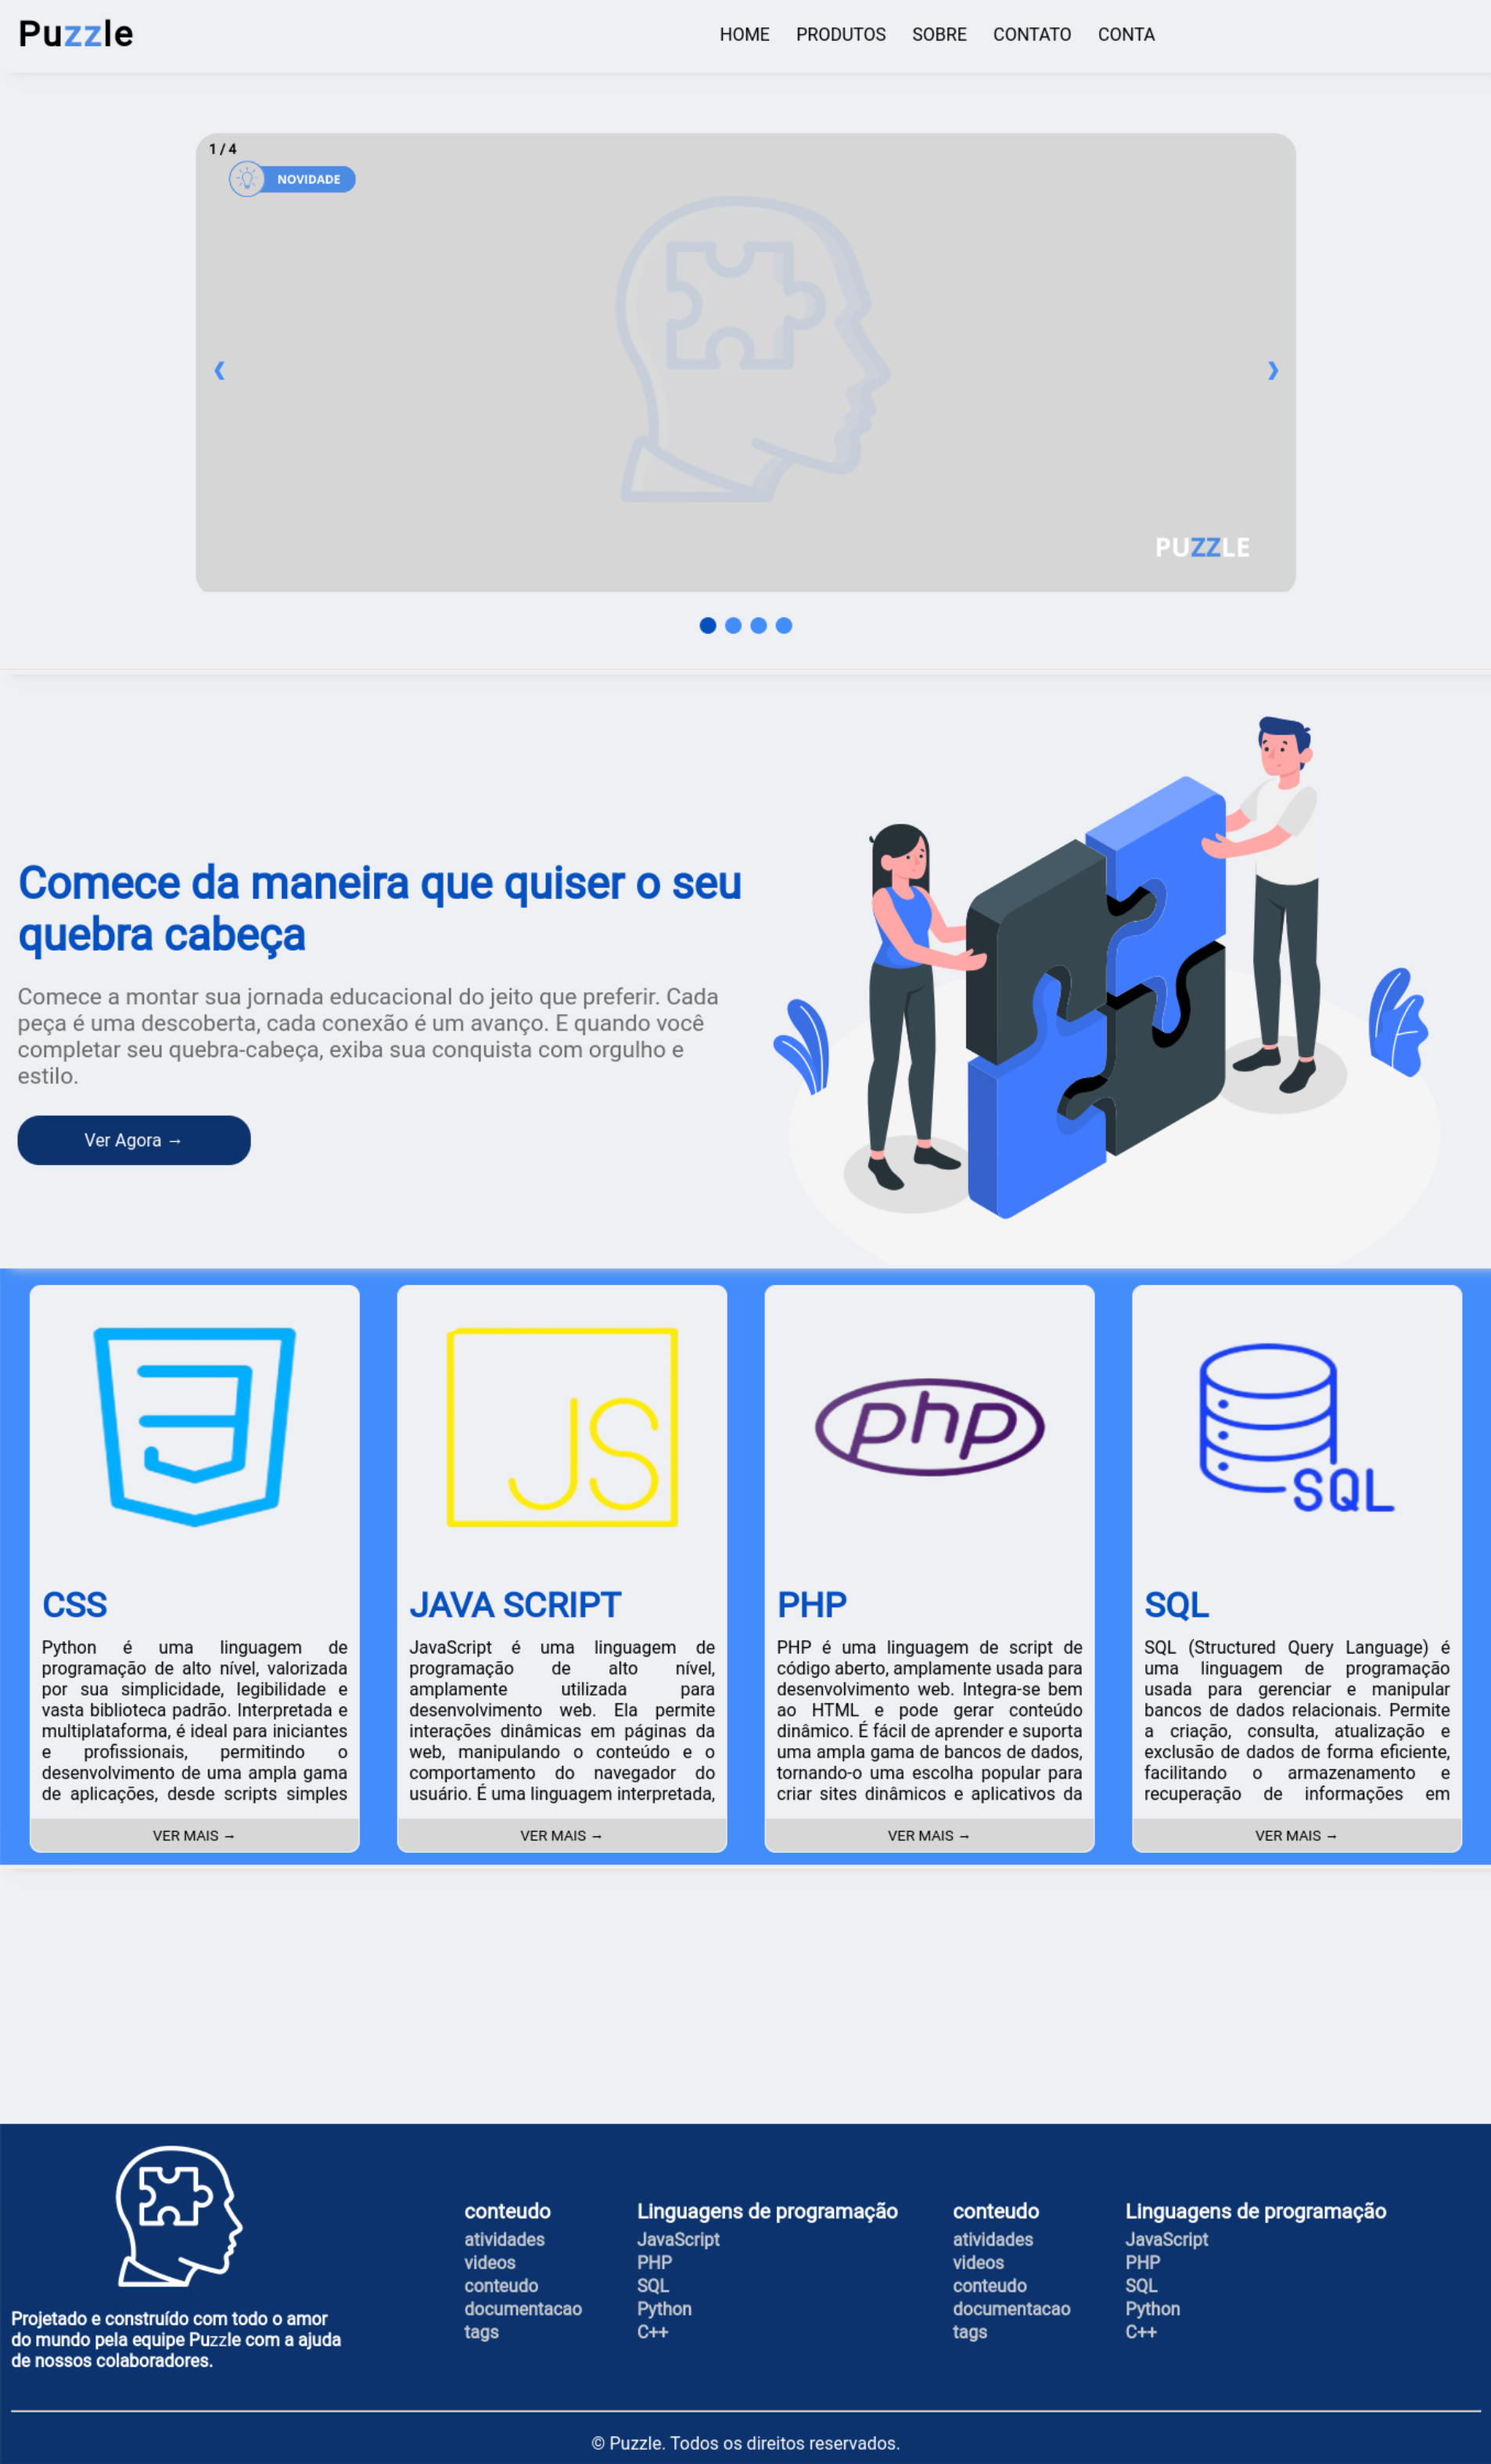 Puzzle
HOME PRODUTOS SOBRE CONTATO CONTA
1 / 4
NOVIDADE
❮ ❯
PUZZLE
Comece da maneira que quiser o seu
quebra cabeça
Comece a montar sua jornada educacional do jeito que preferir. Cada
peça é uma descoberta, cada conexão é um avanço. E quando você
completar seu quebra-cabeça, exiba sua conquista com orgulho e
estilo.
Ver Agora →
CSS
Python é uma linguagem de
programação de alto nível, valorizada
por sua simplicidade, legibilidade e
vasta biblioteca padrão. Interpretada e
multiplataforma, é ideal para iniciantes
e profissionais, permitindo o
desenvolvimento de uma ampla gama
de aplicações, desde scripts simples
VER MAIS →
JS
JAVA SCRIPT
JavaScript é uma linguagem de
programação de alto nível,
amplamente utilizada para
desenvolvimento web. Ela permite
interações dinâmicas em páginas da
web, manipulando o conteúdo e o
comportamento do navegador do
usuário. É uma linguagem interpretada,
VER MAIS →
php
PHP
PHP é uma linguagem de script de
código aberto, amplamente usada para
desenvolvimento web. Integra-se bem
ao HTML e pode gerar conteúdo
dinâmico. É fácil de aprender e suporta
uma ampla gama de bancos de dados,
tornando-o uma escolha popular para
criar sites dinâmicos e aplicativos da
VER MAIS →
SQL
SQL
SQL (Structured Query Language) é
uma linguagem de programação
usada para gerenciar e manipular
bancos de dados relacionais. Permite
a criação, consulta, atualização e
exclusão de dados de forma eficiente,
facilitando o armazenamento e
recuperação de informações em
VER MAIS →
Projetado e construído com todo o amor
do mundo pela equipe Puzzle com a ajuda
de nossos colaboradores.
conteudo
atividades
videos
conteudo
documentacao
tags
Linguagens de programação
JavaScript
PHP
SQL
Python
C++
conteudo
atividades
videos
conteudo
documentacao
tags
Linguagens de programação
JavaScript
PHP
SQL
Python
C++
© Puzzle. Todos os direitos reservados.